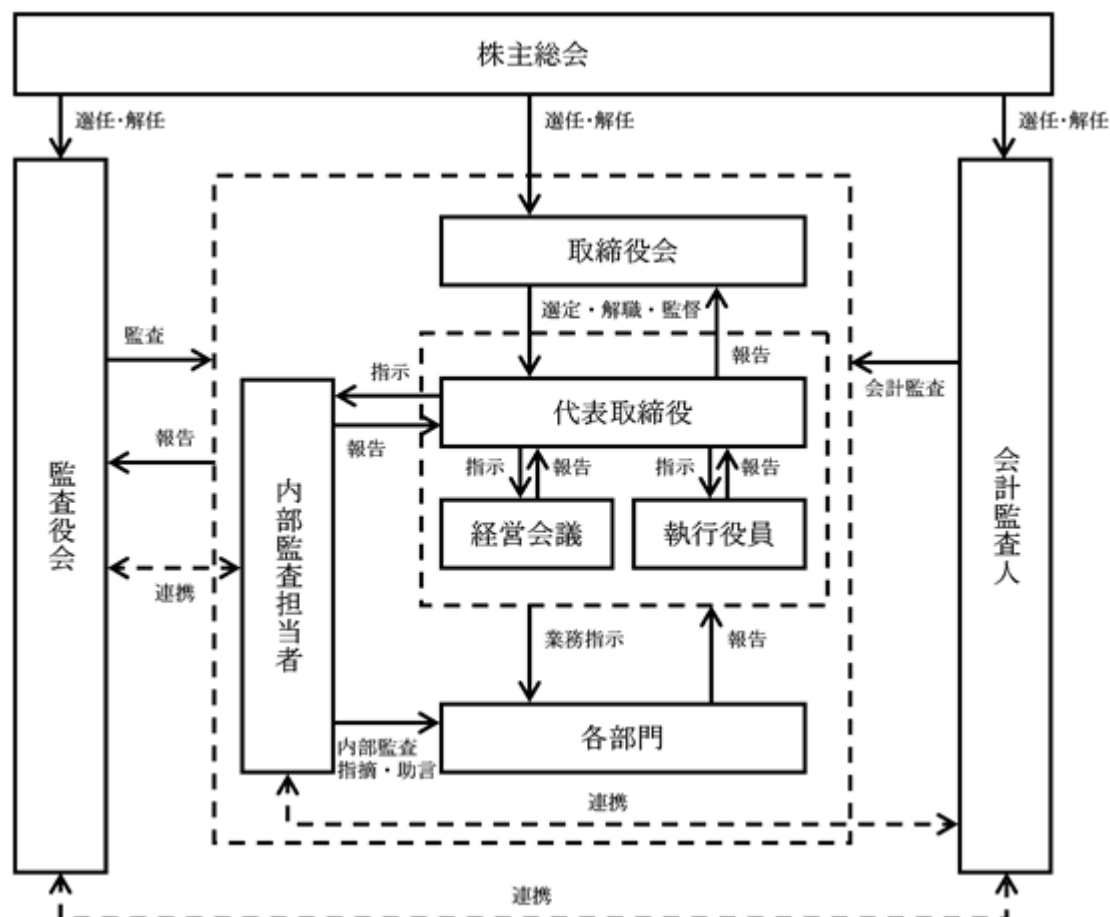 株主総会
選任・解任
選任・解任
選任・解任
取締役会
選定・解職・監督
監査
報告
指示
代表取締役
会計監査
報告
報告
指示
報告
指示
報告
監査役会
内部監査担当者
経営会議
執行役員
会計監査人
連携
業務指示
報告
各部門
内部監査
指摘・助言
連携
連携